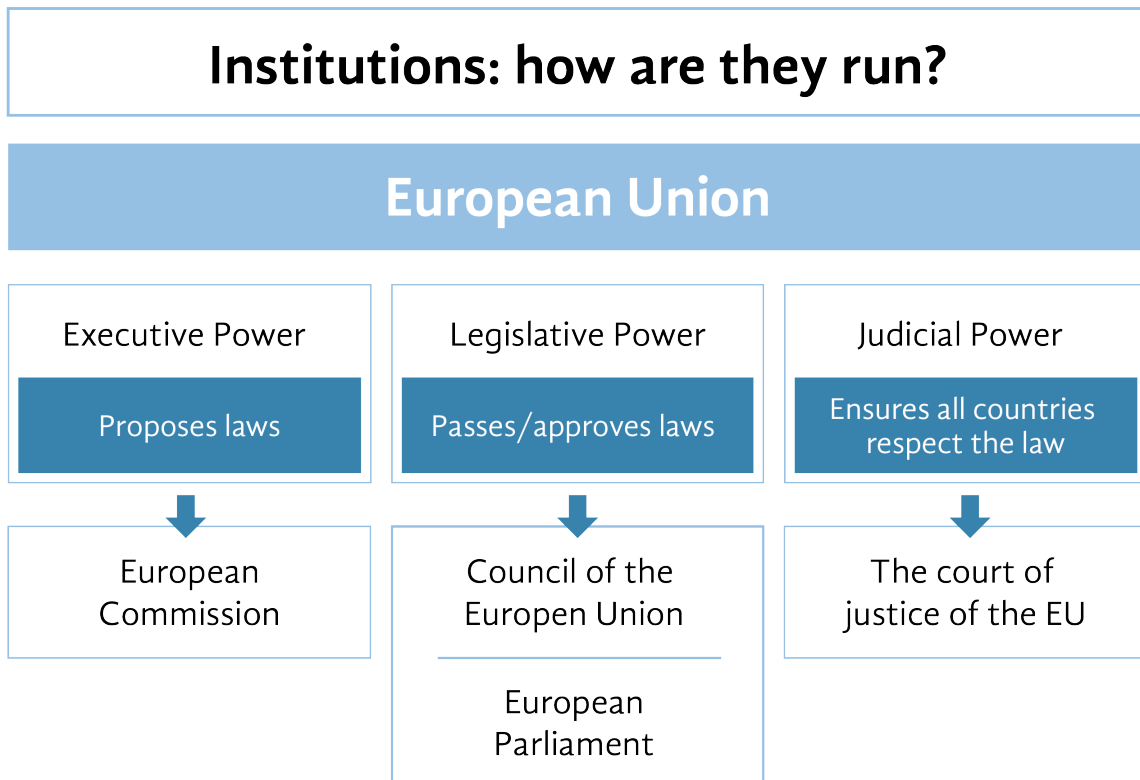 Institutions: how are they run?
European Union
Executive Power
Proposes laws
European
Commission
Legislative Power
Passes/approves laws
Council of the
Europen Union
European
Parliament
Judicial Power
Ensures all countries
respect the law
The court of
justice of the EU